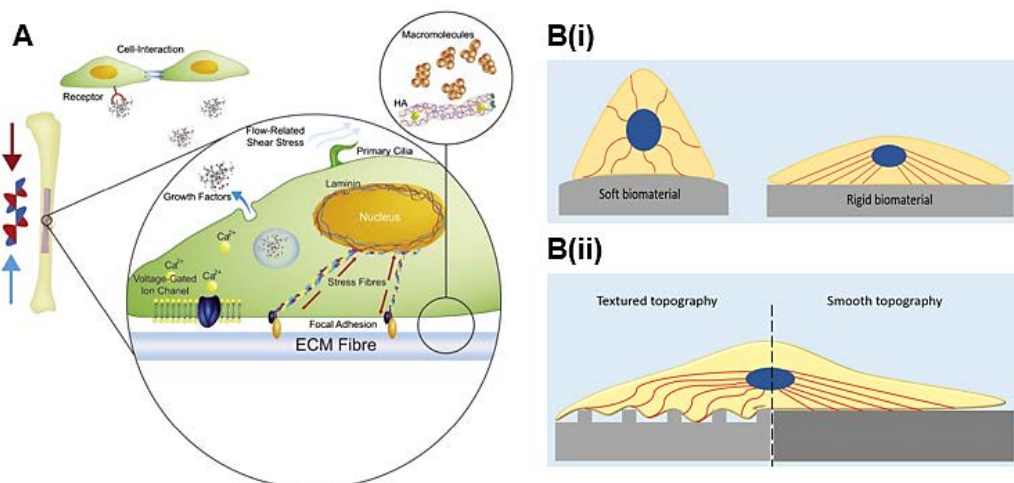 A
Cell-Interaction
Receptor
Macromolecules
HA
Flow-Related
Shear Stress
Primary Cilia
Growth Factors
Laminin
Nucleus
Ca2+
Ca2+
Ca2+
Voltage-Gated
Ion Chanel
Stress Fibres
Focal Adhesion
ECM Fibre
B(i)
Soft biomaterial
Rigid biomaterial
B(ii)
Textured topography
Smooth topography